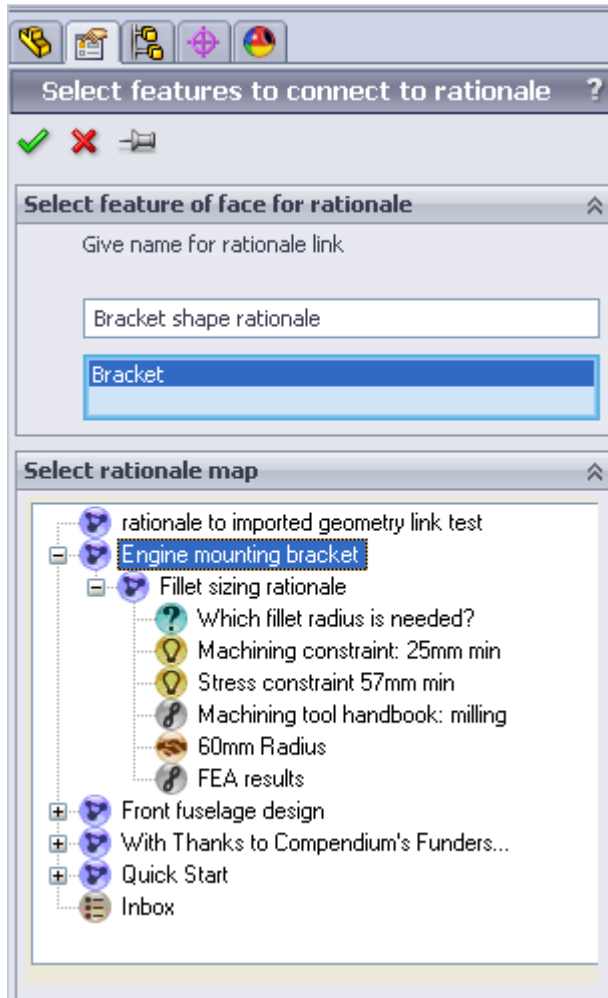 Select features to connect to rationale ?
Select feature of face for rationale
Give name for rationale link
Bracket shape rationale
Bracket
Select rationale map
rationale to imported geometry link test
Engine mounting bracket
Fillet sizing rationale
Which fillet radius is needed?
Machining constraint: 25mm min
Stress constraint 57mm min
Machining tool handbook: milling
60mm Radius
FEA results
Front fuselage design
With Thanks to Compendium's Funders...
Quick Start
Inbox